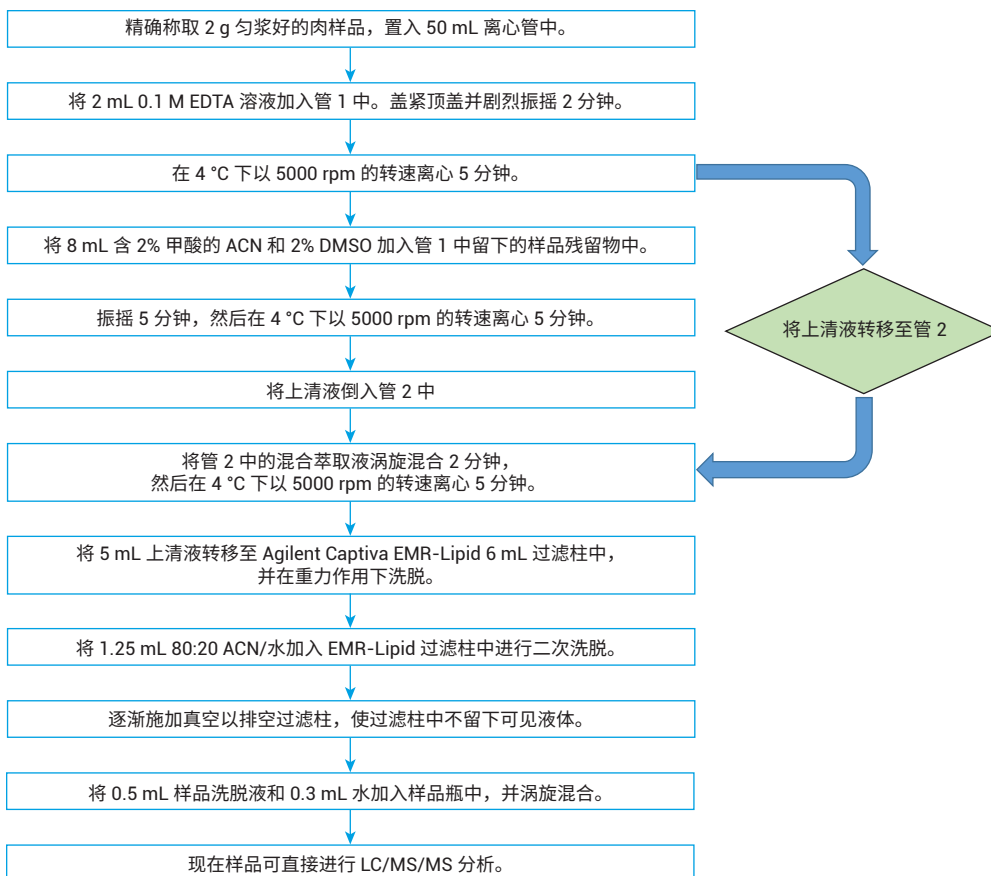 精确称取 2 g 匀浆好的肉样品，置入 50 mL 离心管中。
将 2 mL 0.1 M EDTA 溶液加入管 1 中。盖紧顶盖并剧烈振摇 2 分钟。
在 4 °C 下以 5000 rpm 的转速离心 5 分钟。
将 8 mL 含 2% 甲酸的 ACN 和 2% DMSO 加入管 1 中留下的样品残留物中。
振摇 5 分钟，然后在 4 °C 下以 5000 rpm 的转速离心 5 分钟。
将上清液转移至管 2
将上清液倒入管 2 中
将管 2 中的混合萃取液涡旋混合 2 分钟，
然后在 4 °C 下以 5000 rpm 的转速离心 5 分钟。
将 5 mL 上清液转移至 Agilent Captiva EMR-Lipid 6 mL 过滤柱中，
并在重力作用下洗脱。
将 1.25 mL 80:20 ACN/水加入 EMR-Lipid 过滤柱中进行二次洗脱。
逐渐施加真空以排空过滤柱，使过滤柱中不留下可见液体。
将 0.5 mL 样品洗脱液和 0.3 mL 水加入样品瓶中，并涡旋混合。
现在样品可直接进行 LC/MS/MS 分析。